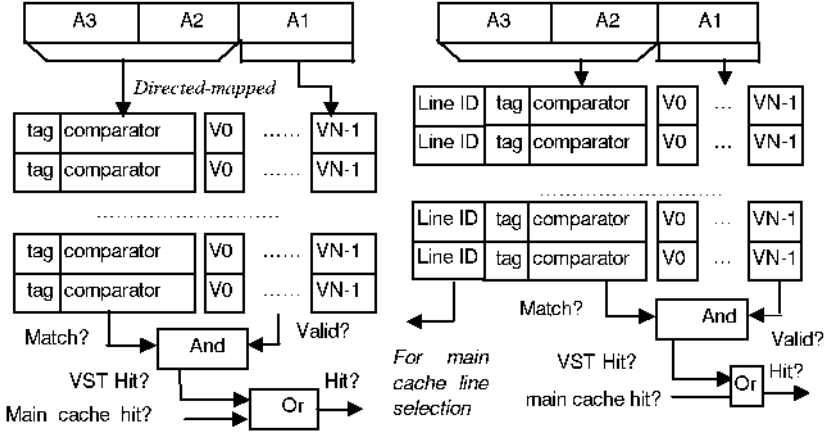 A3 A2 A1
Directed-mapped
tag comparator V0 ...... VN-1
tag comparator V0 ...... VN-1
tag comparator V0 ...... VN-1
tag comparator V0 ...... VN-1
Match?
Valid?
And
VST Hit?
Hit?
Or
Main cache hit?
A3 A2 A1
Line ID tag comparator V0 ... VN-1
Line ID tag comparator V0 ... VN-1
Line ID tag comparator V0 ... VN-1
Line ID tag comparator V0 ... VN-1
Match?
And
Valid?
For main
cache line
selection
VST Hit?
Hit?
Or
main cache hit?